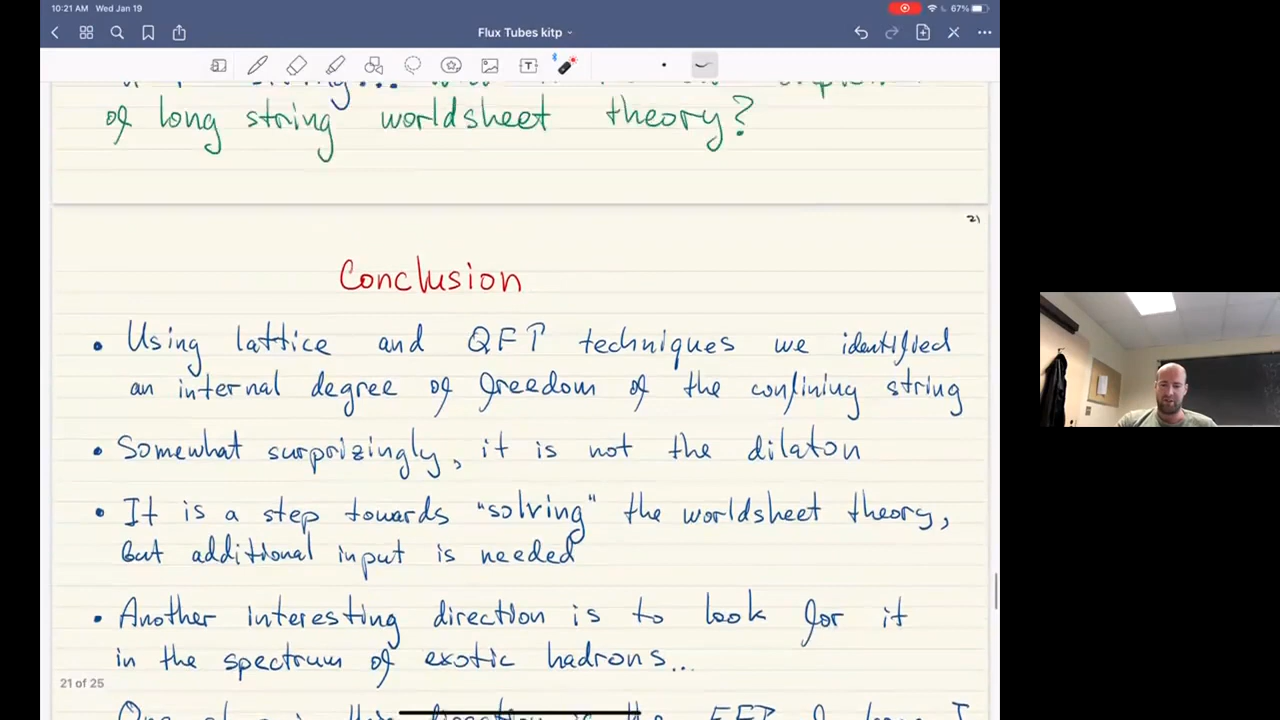 10:21 AM Wed Jan 19
67%
Flux Tubes kitp
of long string worldsheet theory?
21
Conclusion
• Using lattice and QFT techniques we identified
an internal degree of freedom of the confining string
• Somewhat surprizingly, it is not the dilaton
• It is a step towards "solving" the worldsheet theory,
but additional input is needed
• Another interesting direction is to look for it
in the spectrum of exotic hadrons...
21 of 25